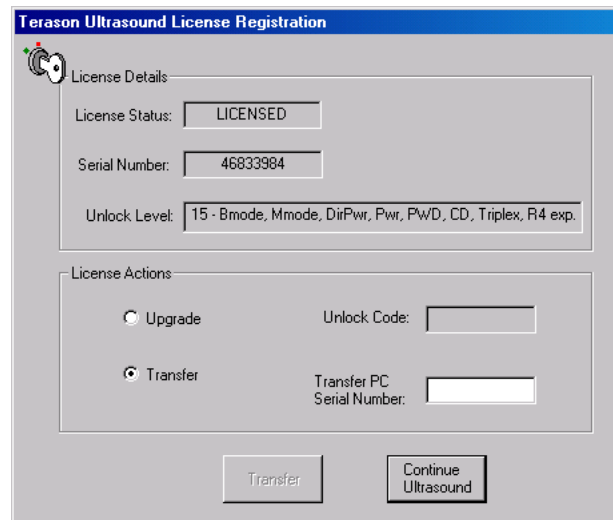 Terason Ultrasound License Registration
License Details
License Status: LICENSED
Serial Number: 46833984
Unlock Level: 15 - Bmode, Mmode, DirPwr, Pwr, PWD, CD, Triplex, R4 exp.
License Actions
Upgrade Unlock Code:
Transfer Transfer PC
Serial Number:
Transfer Continue
Ultrasound